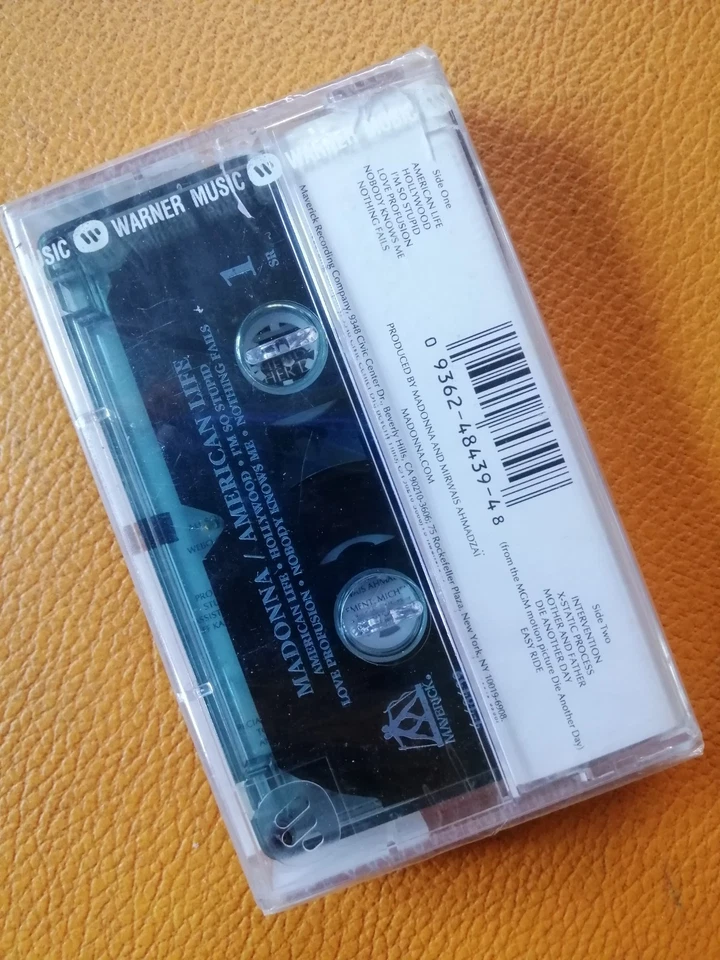 USIC WARNER MUSIC WARNER MUSIC
1
SR
MADONNA / AMERICAN LIFE
AMERICAN LIFE • HOLLYWOOD • I'M SO STUPID
LOVE PROFUSION • NOBODY KNOWS ME • NOTHING FAILS
MAVERICK
Side One
AMERICAN LIFE
HOLLYWOOD
I'M SO STUPID
LOVE PROFUSION
NOBODY KNOWS ME
NOTHING FAILS
0 9362-48439-4 8
PRODUCED BY MADONNA AND MIRWAIS AHMADZAÏ
MADONNA.COM
Side Two
INTERVENTION
X-STATIC PROCESS
MOTHER AND FATHER
DIE ANOTHER DAY
(from the MGM motion picture Die Another Day)
EASY RIDE
Maverick Recording Company, 9348 Civic Center Dr., Beverly Hills, CA 90210-3606; 75 Rockefeller Plaza, New York, NY 10019-6908.